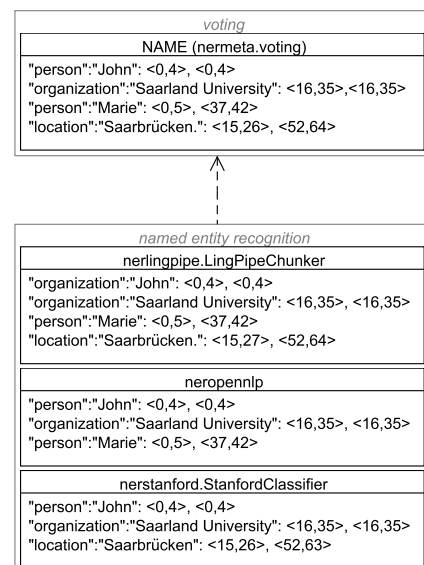 voting
NAME (nermeta.voting)
"person":"John": <0,4>, <0,4>
"organization":"Saarland University": <16,35>,<16,35>
"person":"Marie": <0,5>, <37,42>
"location":"Saarbrücken.": <15,26>, <52,64>
named entity recognition
nerlingpipe.LingPipeChunker
"organization":"John": <0,4>, <0,4>
"organization":"Saarland University": <16,35>, <16,35>
"person":"Marie": <0,5>, <37,42>
"location":"Saarbrücken.": <15,27>, <52,64>
neropennlp
"person":"John": <0,4>, <0,4>
"organization":"Saarland University": <16,35>, <16,35>
"person":"Marie": <0,5>, <37,42>
nerstanford.StanfordClassifier
"person":"John": <0,4>, <0,4>
"organization":"Saarland University": <16,35>, <16,35>
"location":"Saarbrücken": <15,26>, <52,63>